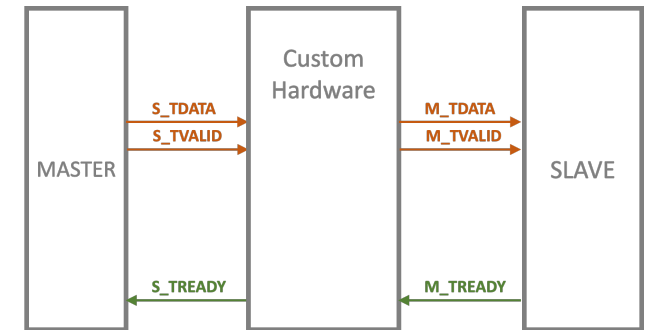 Custom
Hardware
S_TDATA
M_TDATA
S_TVALID
M_TVALID
MASTER
SLAVE
S_TREADY
M_TREADY